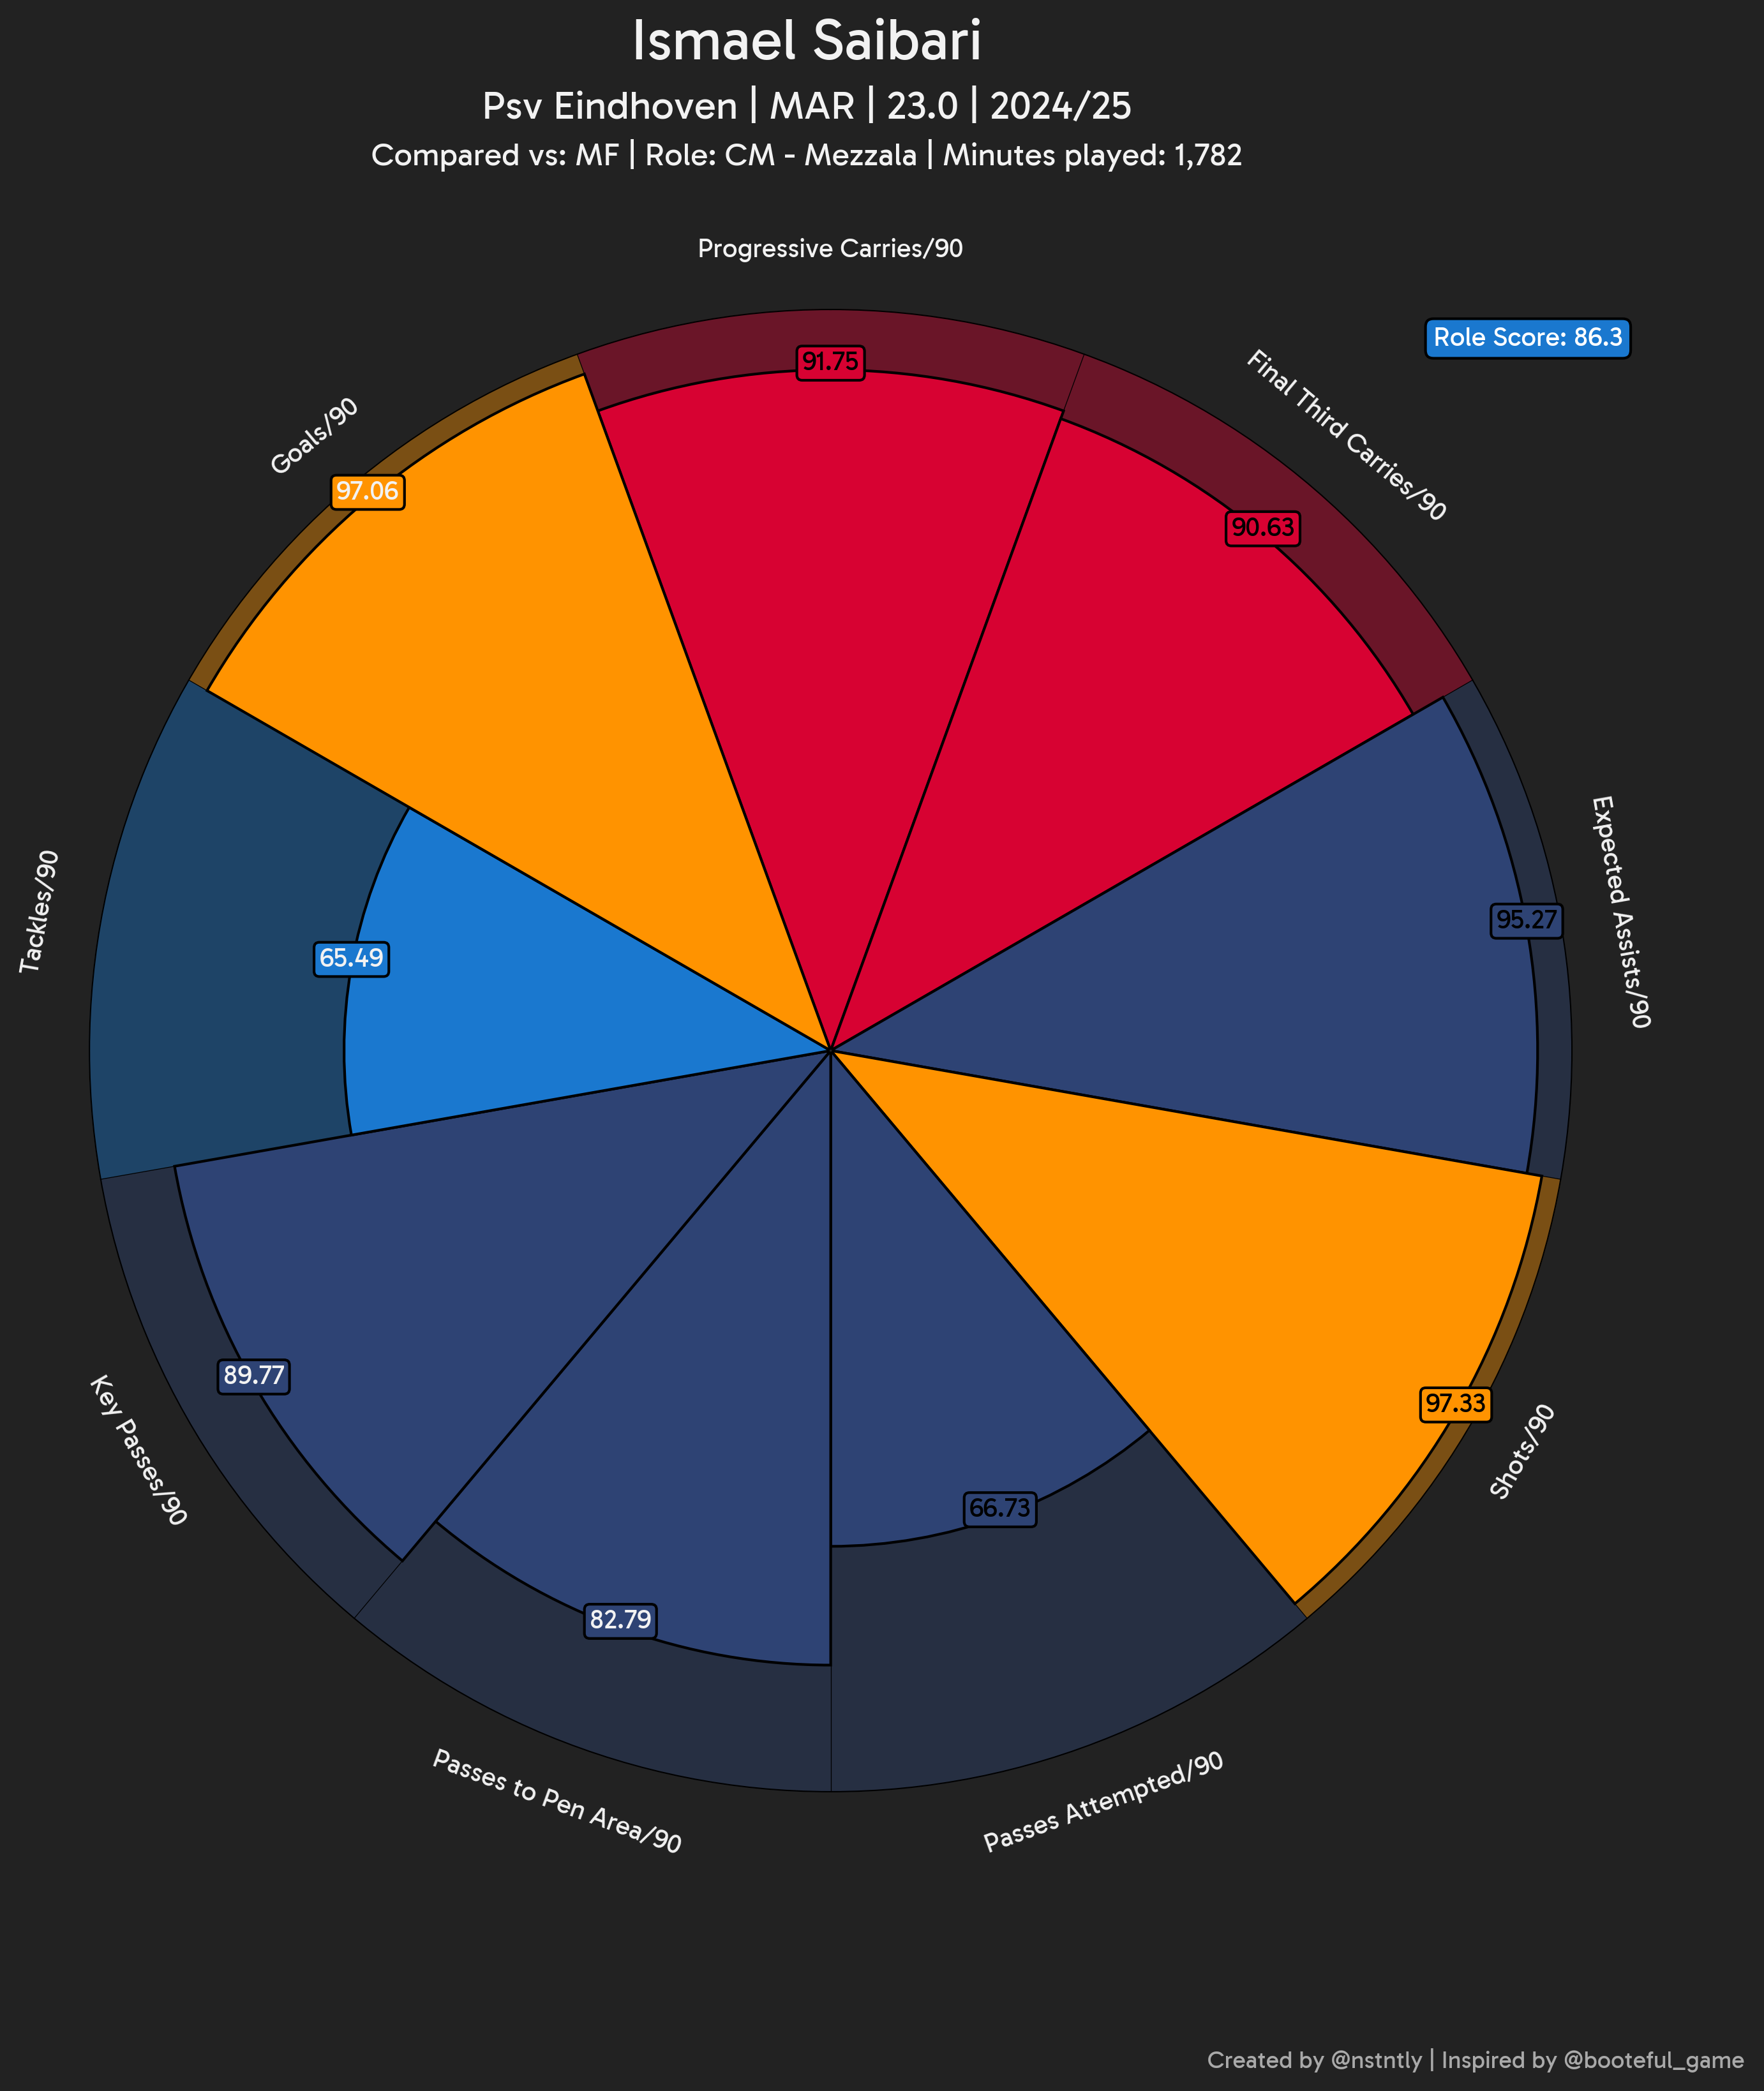 Ismael Saibari
Psv Eindhoven | MAR | 23.0 | 2024/25
Compared vs: MF | Role: CM - Mezzala | Minutes played: 1,782
Progressive Carries/90
Role Score: 86.3
91.75
Final Third Carries/90
90.63
Goals/90
97.06
Expected Assists/90
95.27
Tackles/90
65.49
Key Passes/90
89.77
Shots/90
97.33
66.73
82.79
Passes to Pen Area/90
Passes Attempted/90
Created by @nstntly | Inspired by @booteful_game